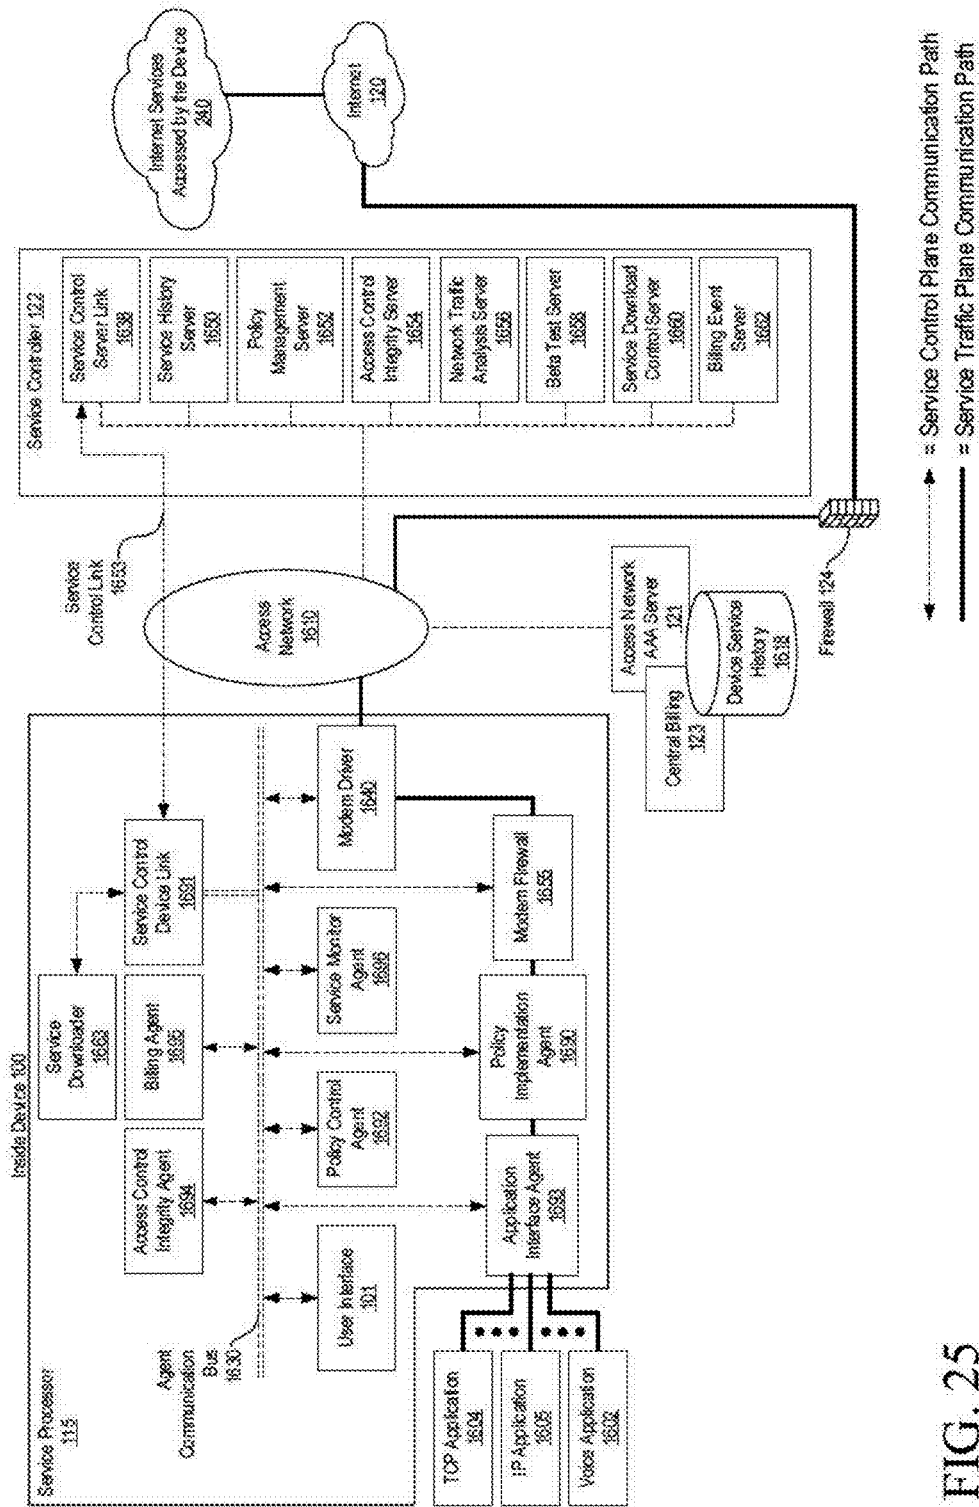 Inside Device 100
Service Processer
115
Service
Downloader
1663
Access Control
Integrity Agent
1694
Billing Agent
1695
Service Control
Device Link
1691
Agent
Communication
Bus
1630
User Interface
101
Policy Control
Agent
1692
Service Monitor
Agent
1696
Modem Driver
1640
Application
Interface Agent
1693
Policy
Implementation
Agent
1690
Modem Firewall
1655
TCP Application
1604
IP Application
1605
Voice Application
1602
Service
Control Link
1653
Access
Network
1610
Access Network
AAA Server
121
Central Billing
123
Device Service
History
1618
Firewall 124
Service Controller 122
Service Control
Server Link
1638
Service History
Server
1650
Policy
Management
Server
1652
Access Control
Integrity Server
1654
Network Traffic
Analysis Server
1656
Beta Test Server
1658
Service Download
Control Server
1660
Billing Event
Server
1662
Internet Services
Accessed by the Device
240
Internet
120
= Service Control Plane Communication Path
= Service Traffic Plane Communication Path
FIG. 25